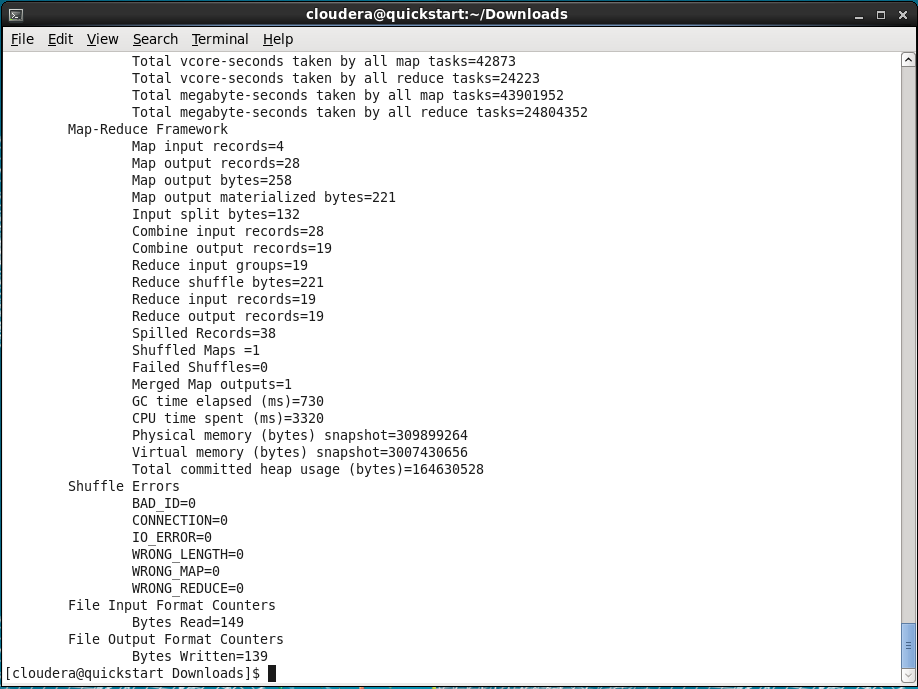 cloudera@quickstart:~/Downloads
File Edit View Search Terminal Help
Total vcore-seconds taken by all map tasks=42873
Total vcore-seconds taken by all reduce tasks=24223
Total megabyte-seconds taken by all map tasks=43901952
Total megabyte-seconds taken by all reduce tasks=24804352
Map-Reduce Framework
Map input records=4
Map output records=28
Map output bytes=258
Map output materialized bytes=221
Input split bytes=132
Combine input records=28
Combine output records=19
Reduce input groups=19
Reduce shuffle bytes=221
Reduce input records=19
Reduce output records=19
Spilled Records=38
Shuffled Maps =1
Failed Shuffles=0
Merged Map outputs=1
GC time elapsed (ms)=730
CPU time spent (ms)=3320
Physical memory (bytes) snapshot=309899264
Virtual memory (bytes) snapshot=3007430656
Total committed heap usage (bytes)=164630528
Shuffle Errors
BAD_ID=0
CONNECTION=0
IO_ERROR=0
WRONG_LENGTH=0
WRONG_MAP=0
WRONG_REDUCE=0
File Input Format Counters
Bytes Read=149
File Output Format Counters
Bytes Written=139
[cloudera@quickstart Downloads]$